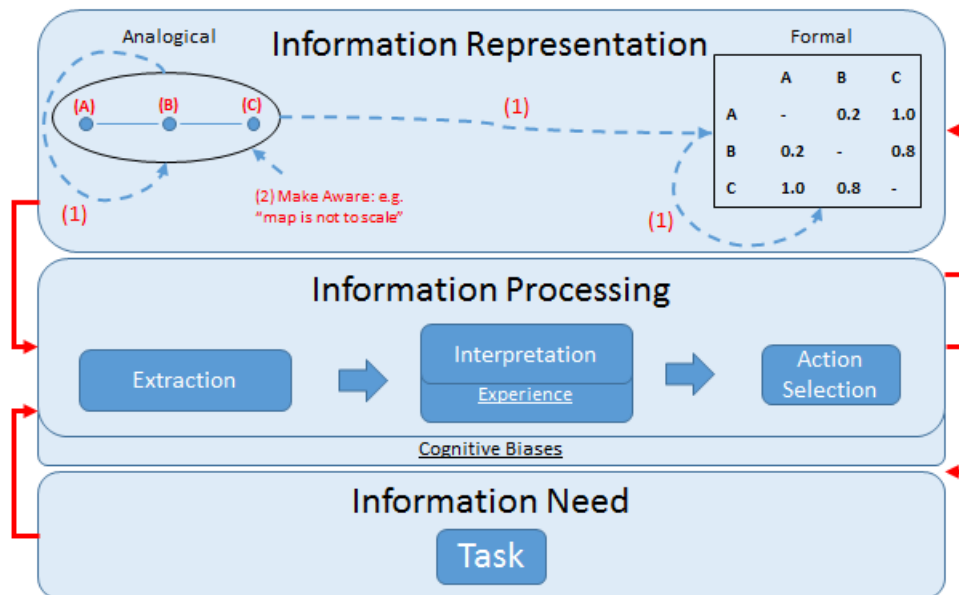 Analogical
Information Representation
Formal
A B C
A - 0.2 1.0
B 0.2 - 0.8
C 1.0 0.8 -
(A) (B) (C)
(1)
(2) Make Aware: e.g.
"map is not to scale"
(1)
(1)
Information Processing
Extraction
Interpretation
Experience
Action
Selection
Cognitive Biases
Information Need
Task